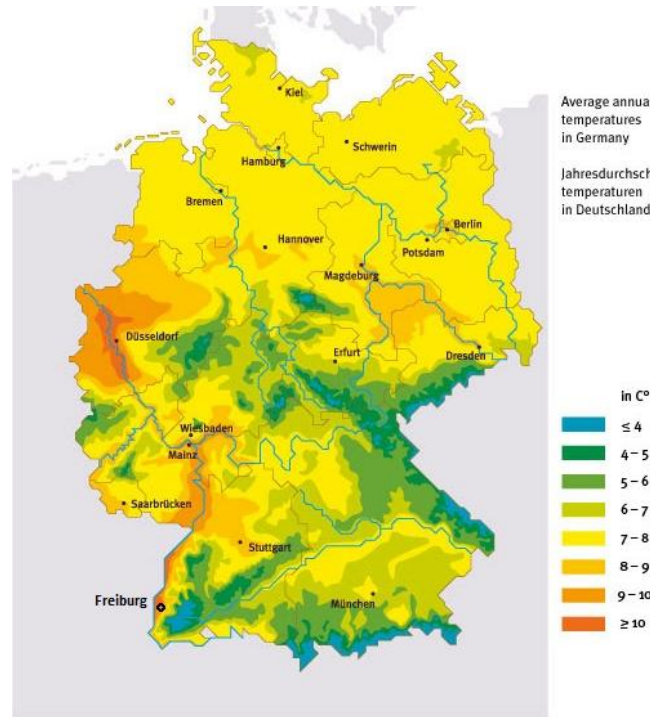 Kiel
Average annua
temperatures
in Germany
Schwerin
Hamburg
Jahresdurchsch
temperaturen
in Deutschland
Bremen
Berlin
Hannover
Potsdam
Magdeburg
Düsseldorf
Erfurt
Dresden
in C°
≤ 4
Wiesbaden
Mainz
4 – 5
5 – 6
Saarbrücken
6 – 7
7 – 8
Stuttgart
8 – 9
Freiburg
München
9 – 10
≥ 10